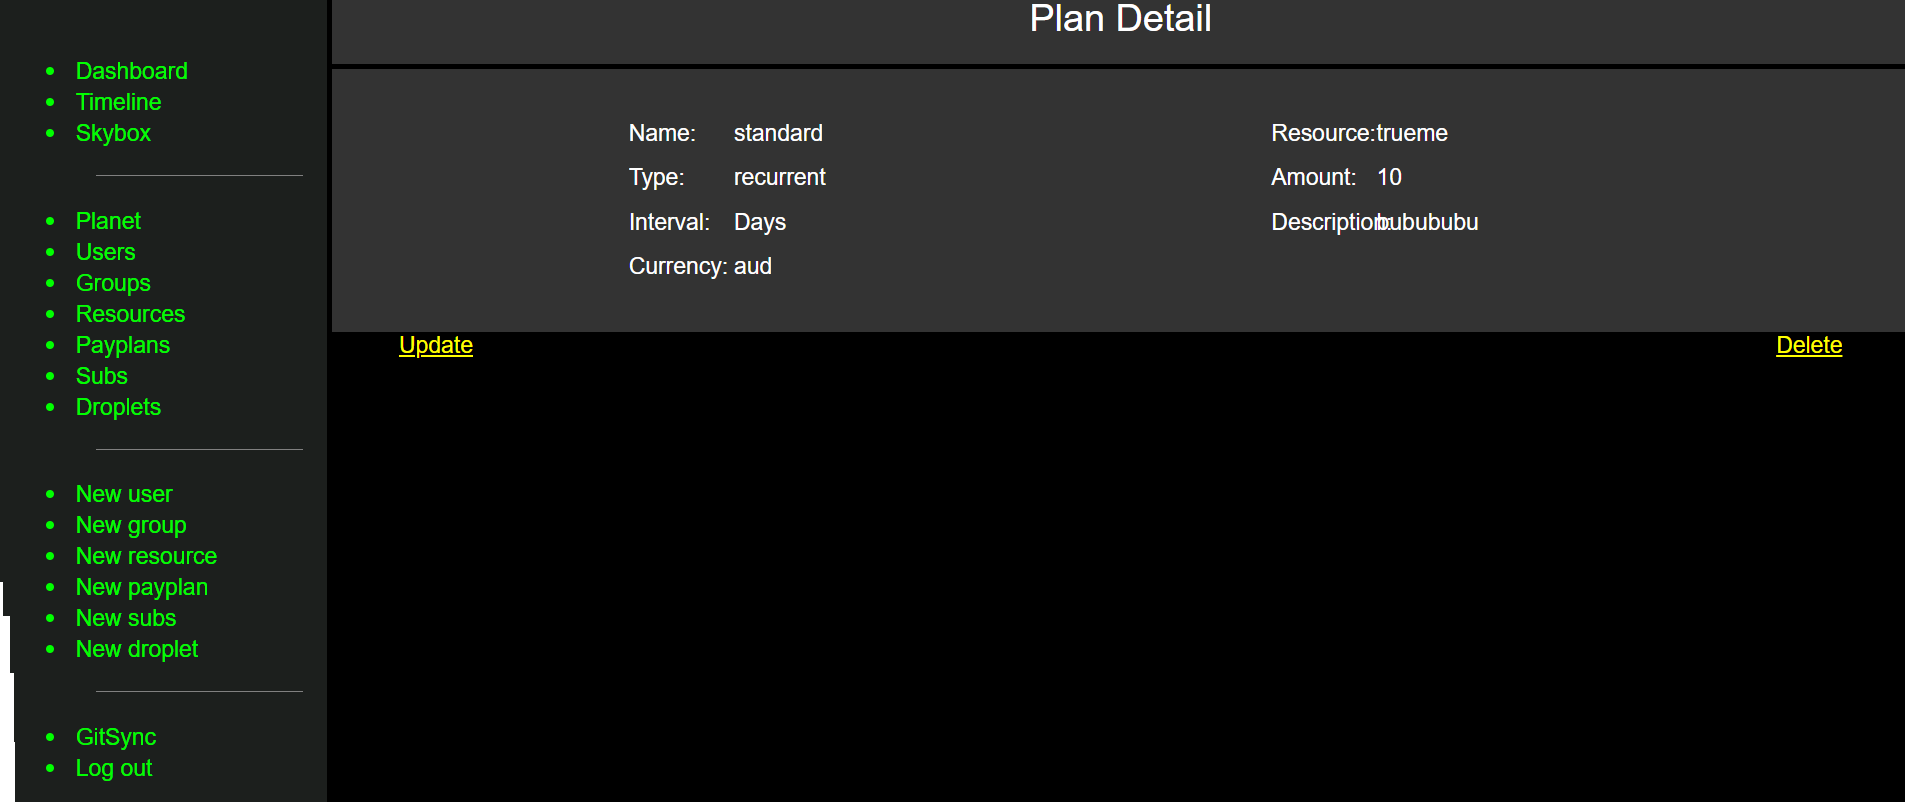 Plan Detail
Dashboard
Timeline
Skybox
Planet
Users
Groups
Resources
Payplans
Subs
Droplets
New user
New group
New resource
New payplan
New subs
New droplet
GitSync
Log out
Name: standard
Type: recurrent
Interval: Days
Currency: aud
Resource: trueme
Amount: 10
Description: bubububu
Update
Delete